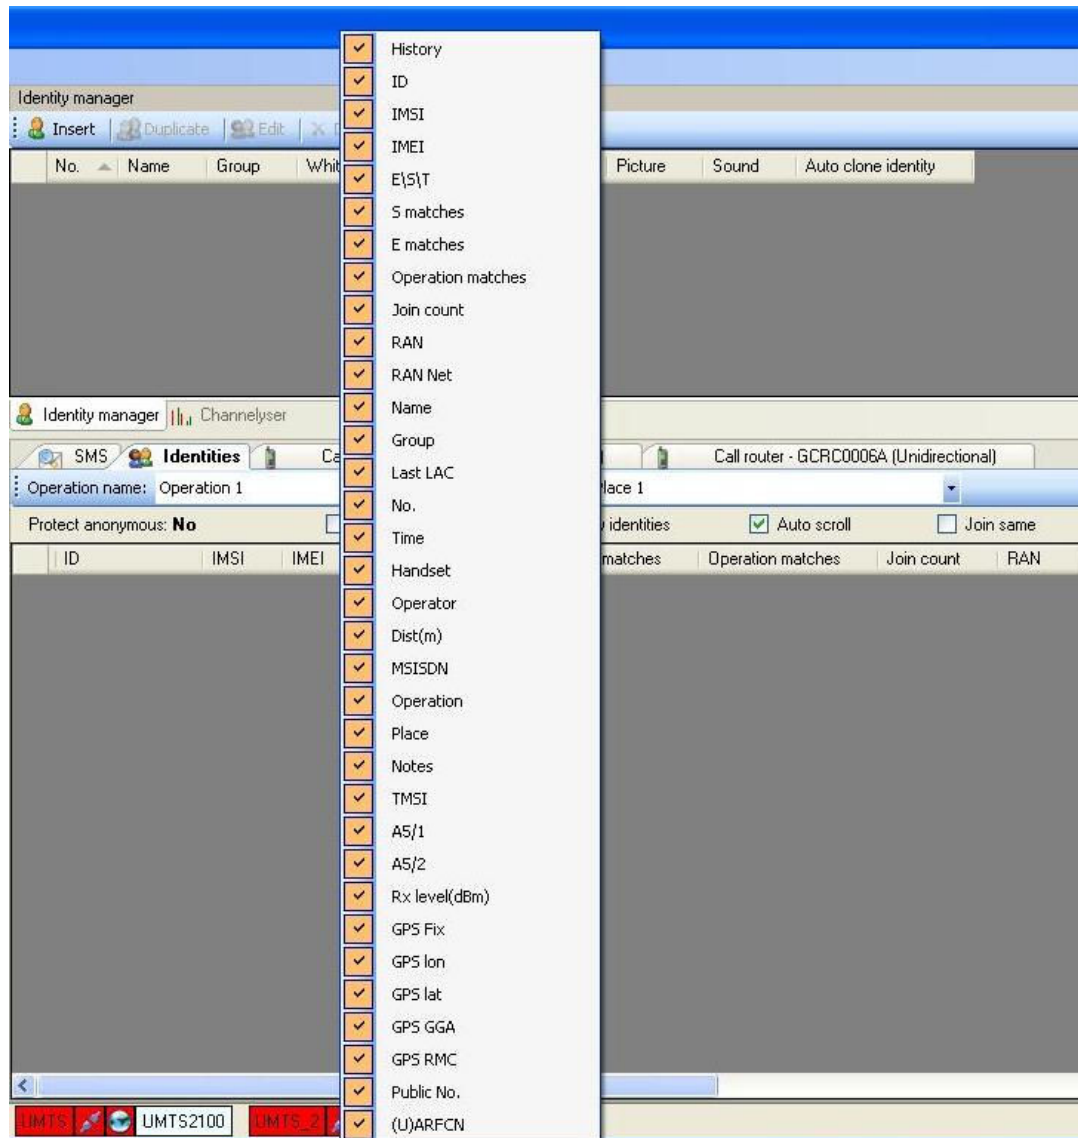 Identity manager
Insert Duplicate Edit
No. Name Group Picture Sound Auto clone identity
History
ID
IMSI
IMEI
E\S\T
S matches
E matches
Operation matches
Join count
RAN
RAN Net
Name
Group
Last LAC
No.
Time
Handset
Operator
Dist(m)
MSISDN
Operation
Place
Notes
TMSI
A5/1
A5/2
Rx level(dBm)
GPS Fix
GPS lon
GPS lat
GPS GGA
GPS RMC
Public No.
(U)ARFCN
Identity manager Channelyser
SMS Identities Call router - GCRC0006A (Unidirectional)
Operation name: Operation 1 1
Protect anonymous: No identities Auto scroll Join same
ID IMSI IMEI matches Operation matches Join count RAN
UMTS UMTS2100 UMTS_2